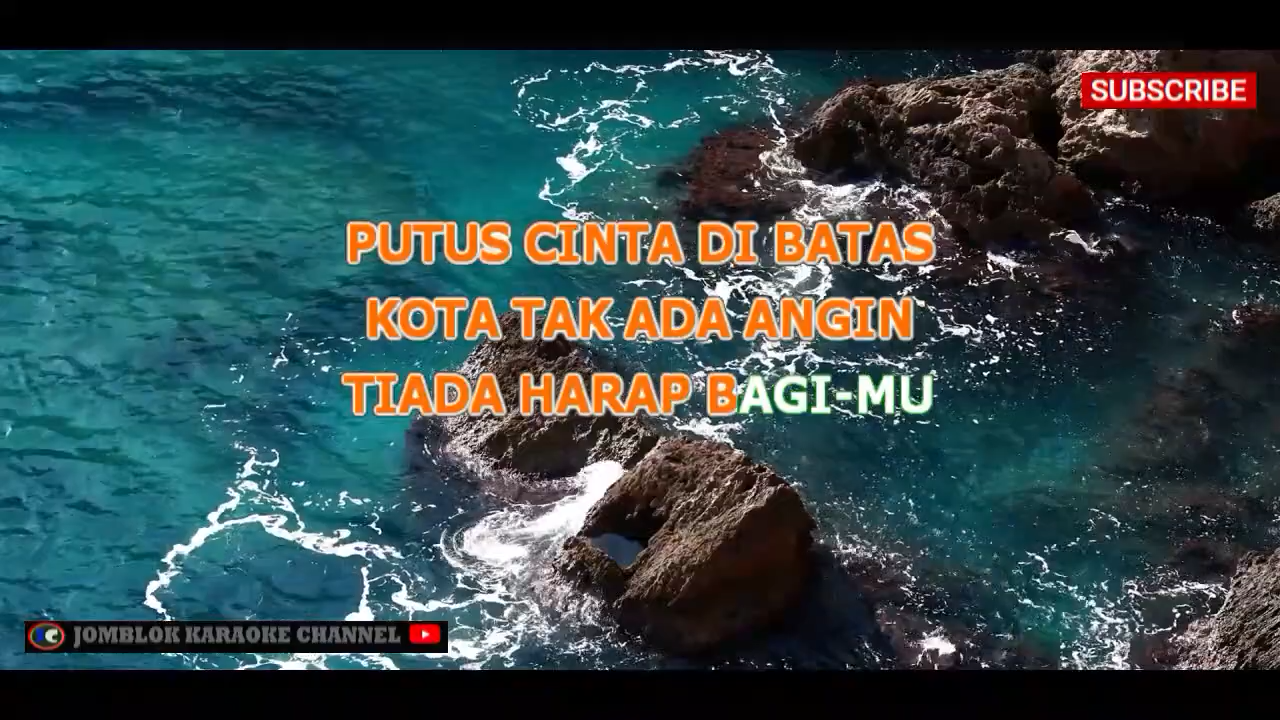 SUBSCRIBE
PUTUS CINTA DI BATAS
KOTA TAK ADA ANGIN
TIADA HARAP BAGI-MU
JOMBLOK KARAOKE CHANNEL